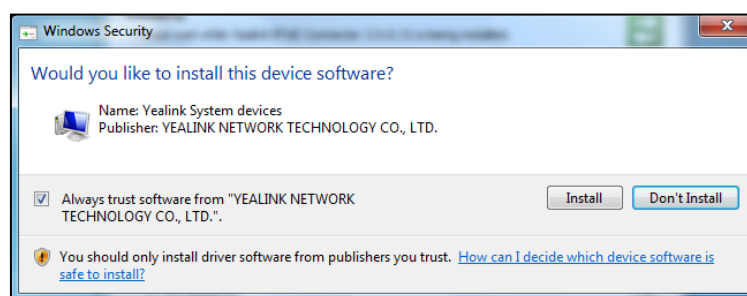 Windows Security
Would you like to install this device software?
Name: Yealink System devices
Publisher: YEALINK NETWORK TECHNOLOGY CO., LTD.
Always trust software from "YEALINK NETWORK
TECHNOLOGY CO., LTD.".
Install
Don't Install
You should only install driver software from publishers you trust. How can I decide which device software is
safe to install?